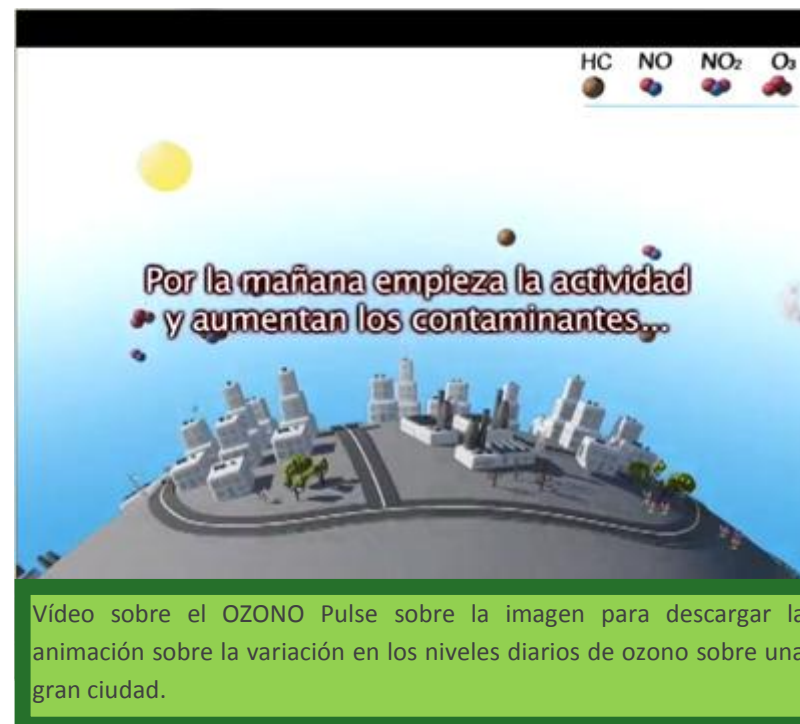 HC NO NO₂ O₃
Por la mañana empieza la actividad
y aumentan los contaminantes...
Vídeo sobre el OZONO Pulse sobre la imagen para descargar la
animación sobre la variación en los niveles diarios de ozono sobre una
gran ciudad.